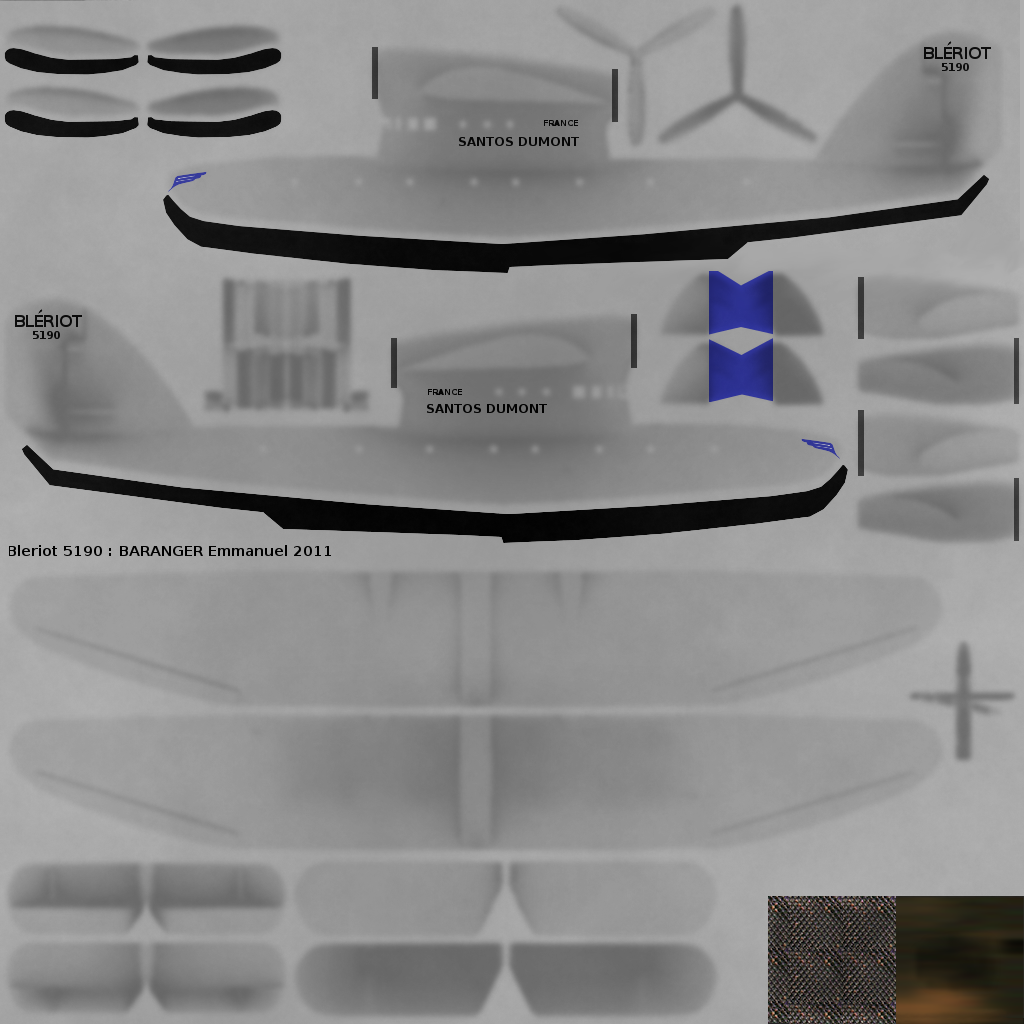 BLÉRIOT
5190
FRANCE
SANTOS DUMONT
BLÉRIOT
5190
FRANCE
SANTOS DUMONT
Bleriot 5190 : BARANGER Emmanuel 2011